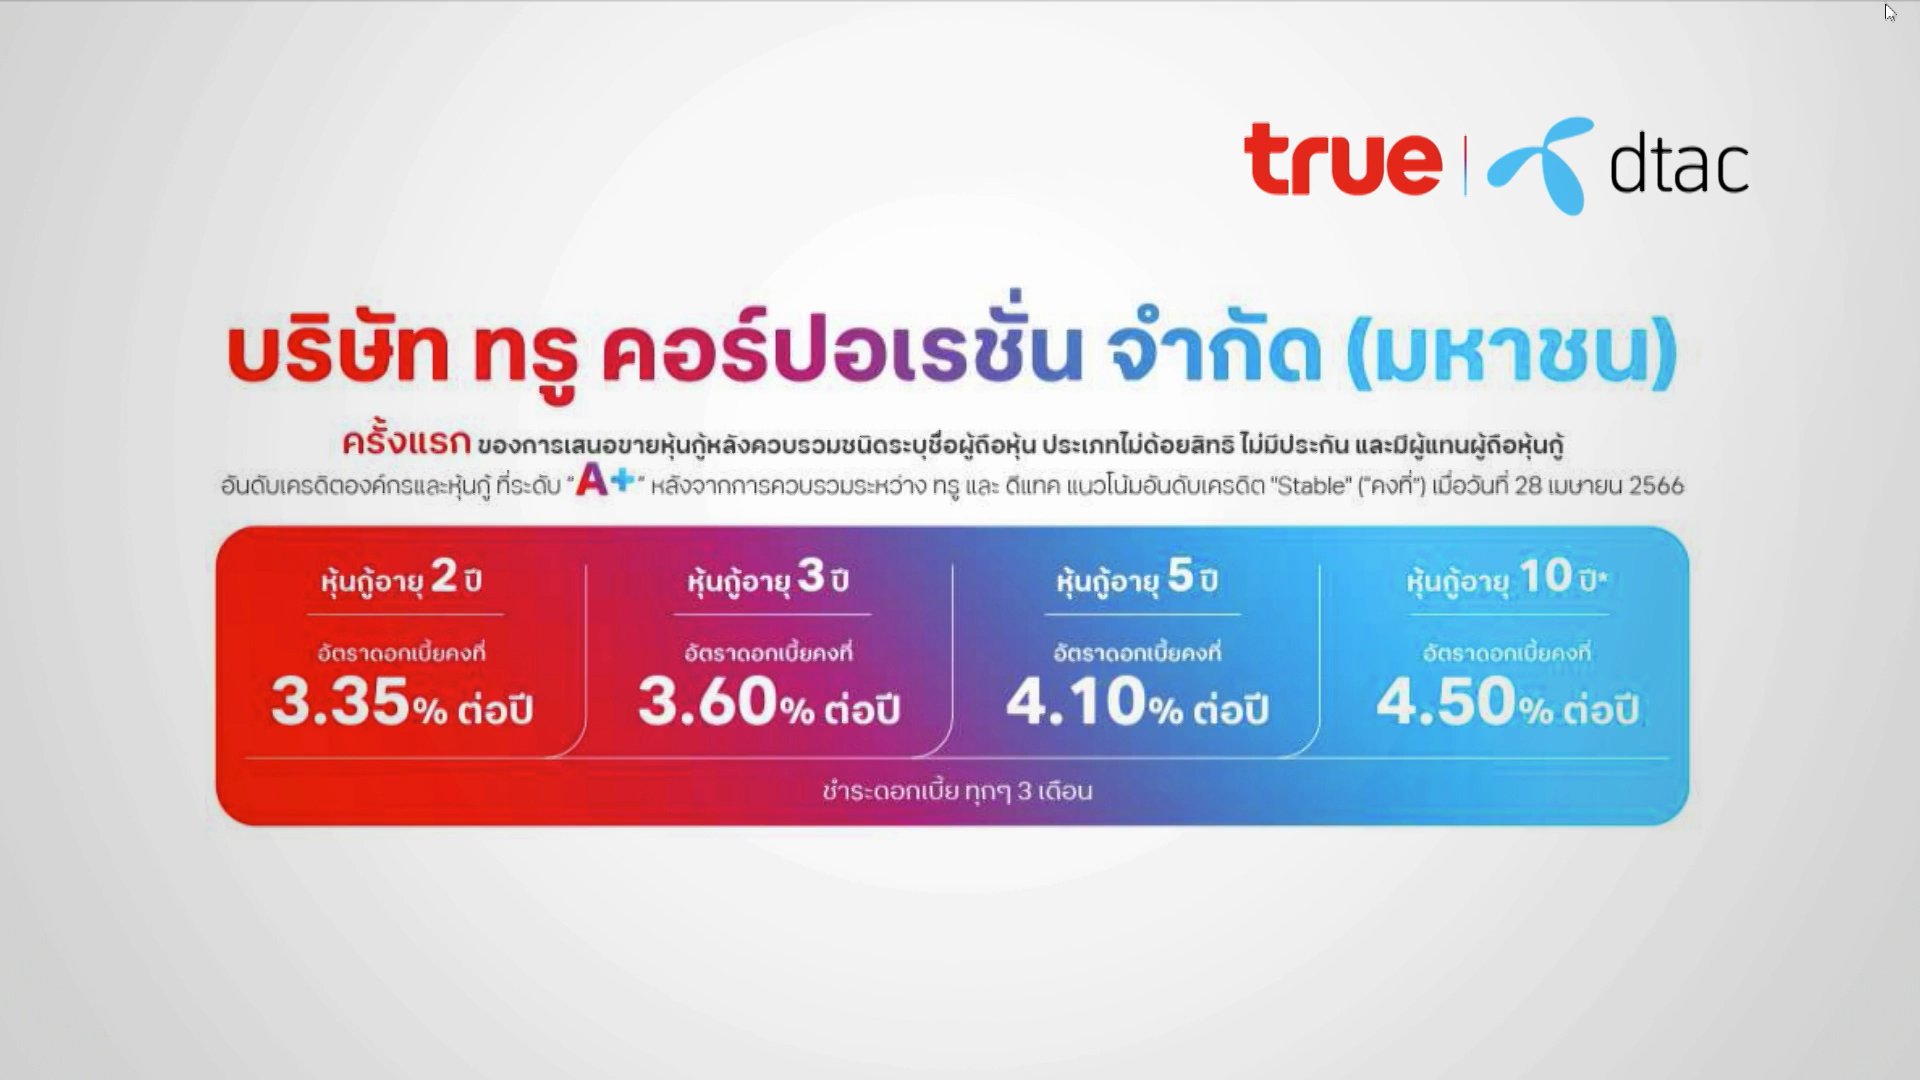 true | dtac
บริษัท ทรู คอร์ปอเรชั่น จำกัด (มหาชน)
ครั้งแรก ของการเสนอขายหุ้นกู้หลังควบรวมชนิดระบุชื่อผู้ถือหุ้น ประเภทไม่ด้อยสิทธิ ไม่มีประกัน และมีผู้แทนผู้ถือหุ้นกู้
อันดับเครดิตองค์กรและหุ้นกู้ ที่ระดับ "A+" หลังจากการควบรวมระหว่าง ทรู และ ดีแทค แนวโน้มอันดับเครดิต "Stable" ("คงที่") เมื่อวันที่ 28 เมษายน 2566
หุ้นกู้อายุ 2 ปี
อัตราดอกเบี้ยคงที่
3.35% ต่อปี
หุ้นกู้อายุ 3 ปี
อัตราดอกเบี้ยคงที่
3.60% ต่อปี
หุ้นกู้อายุ 5 ปี
อัตราดอกเบี้ยคงที่
4.10% ต่อปี
หุ้นกู้อายุ 10 ปี*
อัตราดอกเบี้ยคงที่
4.50% ต่อปี
ชำระดอกเบี้ย ทุกๆ 3 เดือน